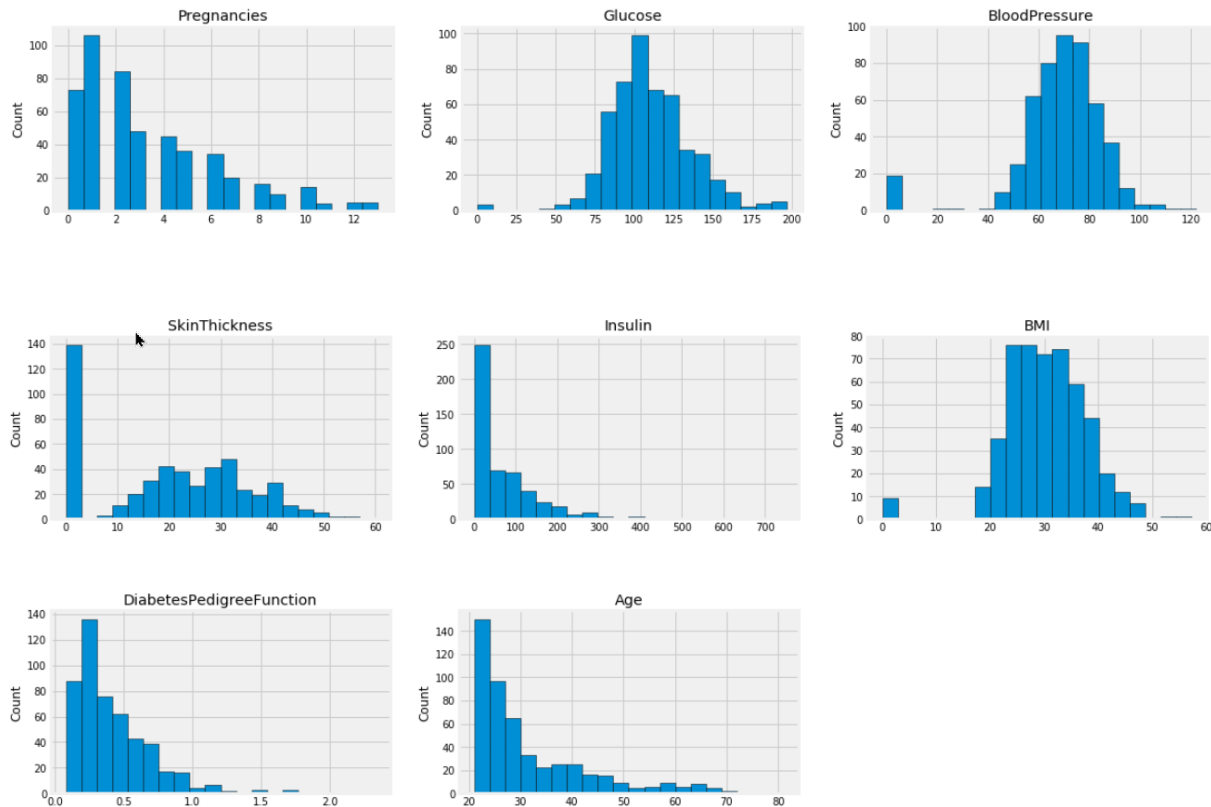 Pregnancies
Count
100
80
60
40
20
0
0 2 4 6 8 10 12
Glucose
Count
100
80
60
40
20
0
0 25 50 75 100 125 150 175 200
BloodPressure
Count
100
80
60
40
20
0
0 20 40 60 80 100 120
SkinThickness
Count
140
120
100
80
60
40
20
0
0 10 20 30 40 50 60
Insulin
Count
250
200
150
100
50
0
0 100 200 300 400 500 600 700
BMI
Count
80
70
60
50
40
30
20
10
0
0 10 20 30 40 50 60
DiabetesPedigreeFunction
Count
140
120
100
80
60
40
20
0
0.0 0.5 1.0 1.5 2.0
Age
Count
140
120
100
80
60
40
20
0
20 30 40 50 60 70 80